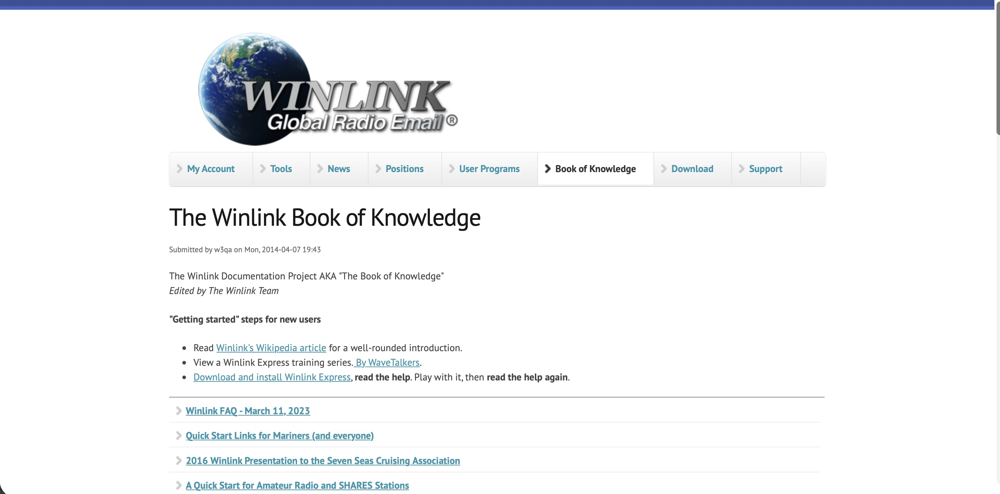 WINLINK
Global Radio Email ®
My Account
Tools
News
Positions
User Programs
Book of Knowledge
Download
Support
The Winlink Book of Knowledge
Submitted by w3qa on Mon, 2014-04-07 19:43
The Winlink Documentation Project AKA "The Book of Knowledge"
Edited by The Winlink Team
"Getting started" steps for new users
Read Winlink's Wikipedia article for a well-rounded introduction.
View a Winlink Express training series. By WaveTalkers.
Download and install Winlink Express, read the help. Play with it, then read the help again.
Winlink FAQ - March 11, 2023
Quick Start Links for Mariners (and everyone)
2016 Winlink Presentation to the Seven Seas Cruising Association
A Quick Start for Amateur Radio and SHARES Stations